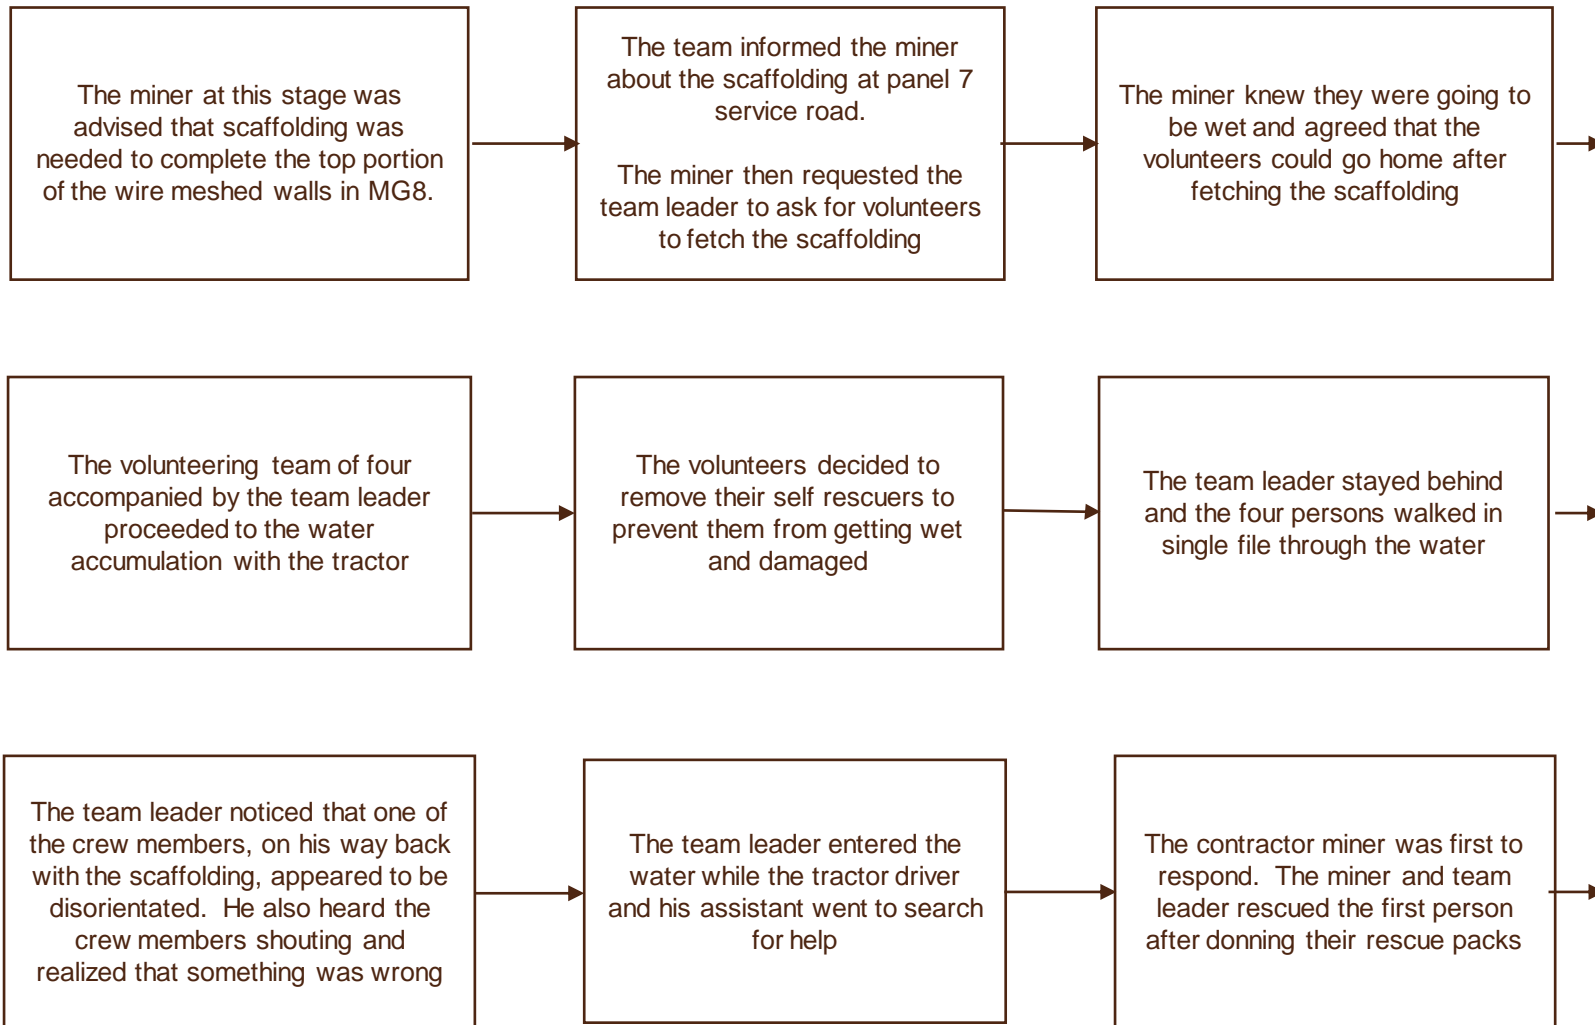 The miner at this stage was
advised that scaffolding was
needed to complete the top portion
of the wire meshed walls in MG8.
The team informed the miner
about the scaffolding at panel 7
service road.
The miner then requested the
team leader to ask for volunteers
to fetch the scaffolding
The miner knew they were going to
be wet and agreed that the
volunteers could go home after
fetching the scaffolding
The volunteering team of four
accompanied by the team leader
proceeded to the water
accumulation with the tractor
The volunteers decided to
remove their self rescuers to
prevent them from getting wet
and damaged
The team leader stayed behind
and the four persons walked in
single file through the water
The team leader noticed that one of
the crew members, on his way back
with the scaffolding, appeared to be
disorientated. He also heard the
crew members shouting and
realized that something was wrong
The team leader entered the
water while the tractor driver
and his assistant went to search
for help
The contractor miner was first to
respond. The miner and team
leader rescued the first person
after donning their rescue packs